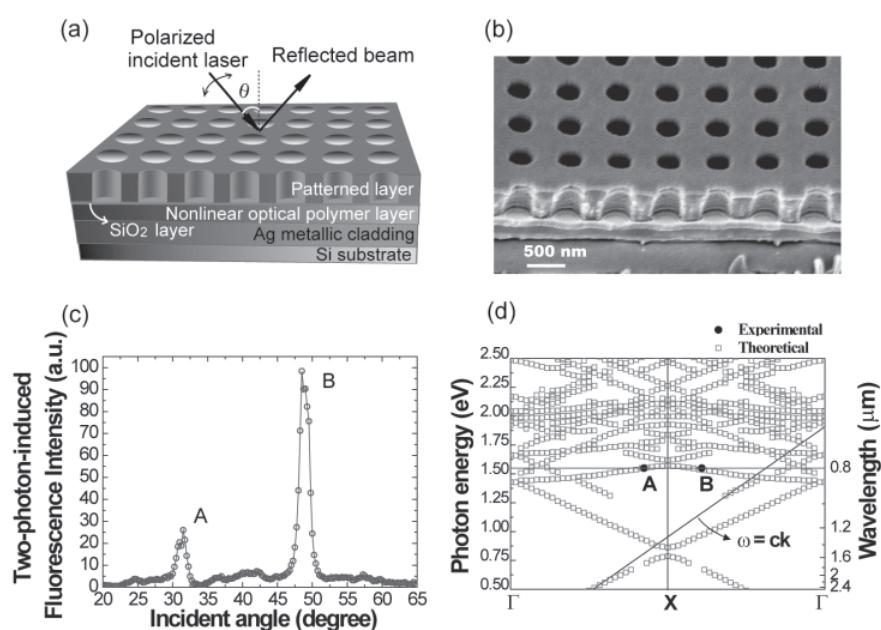 (a)
Polarized
incident laser
Reflected beam
θ
Patterned layer
Nonlinear optical polymer layer
SiO₂ layer
Ag metallic cladding
Si substrate
(b)
500 nm
(c)
Two-photon-induced
Fluorescence Intensity (a.u.)
100
90
80
70
60
50
40
30
20
10
0
A
B
20 25 30 35 40 45 50 55 60 65
Incident angle (degree)
(d)
Experimental
Theoretical
Photon energy (eV)
2.50
2.25
2.00
1.75
1.50
1.25
1.00
0.75
0.50
A B
ω = ck
Wavelength (μm)
0.8
1.2
1.6
2
2.4
Γ X Γ